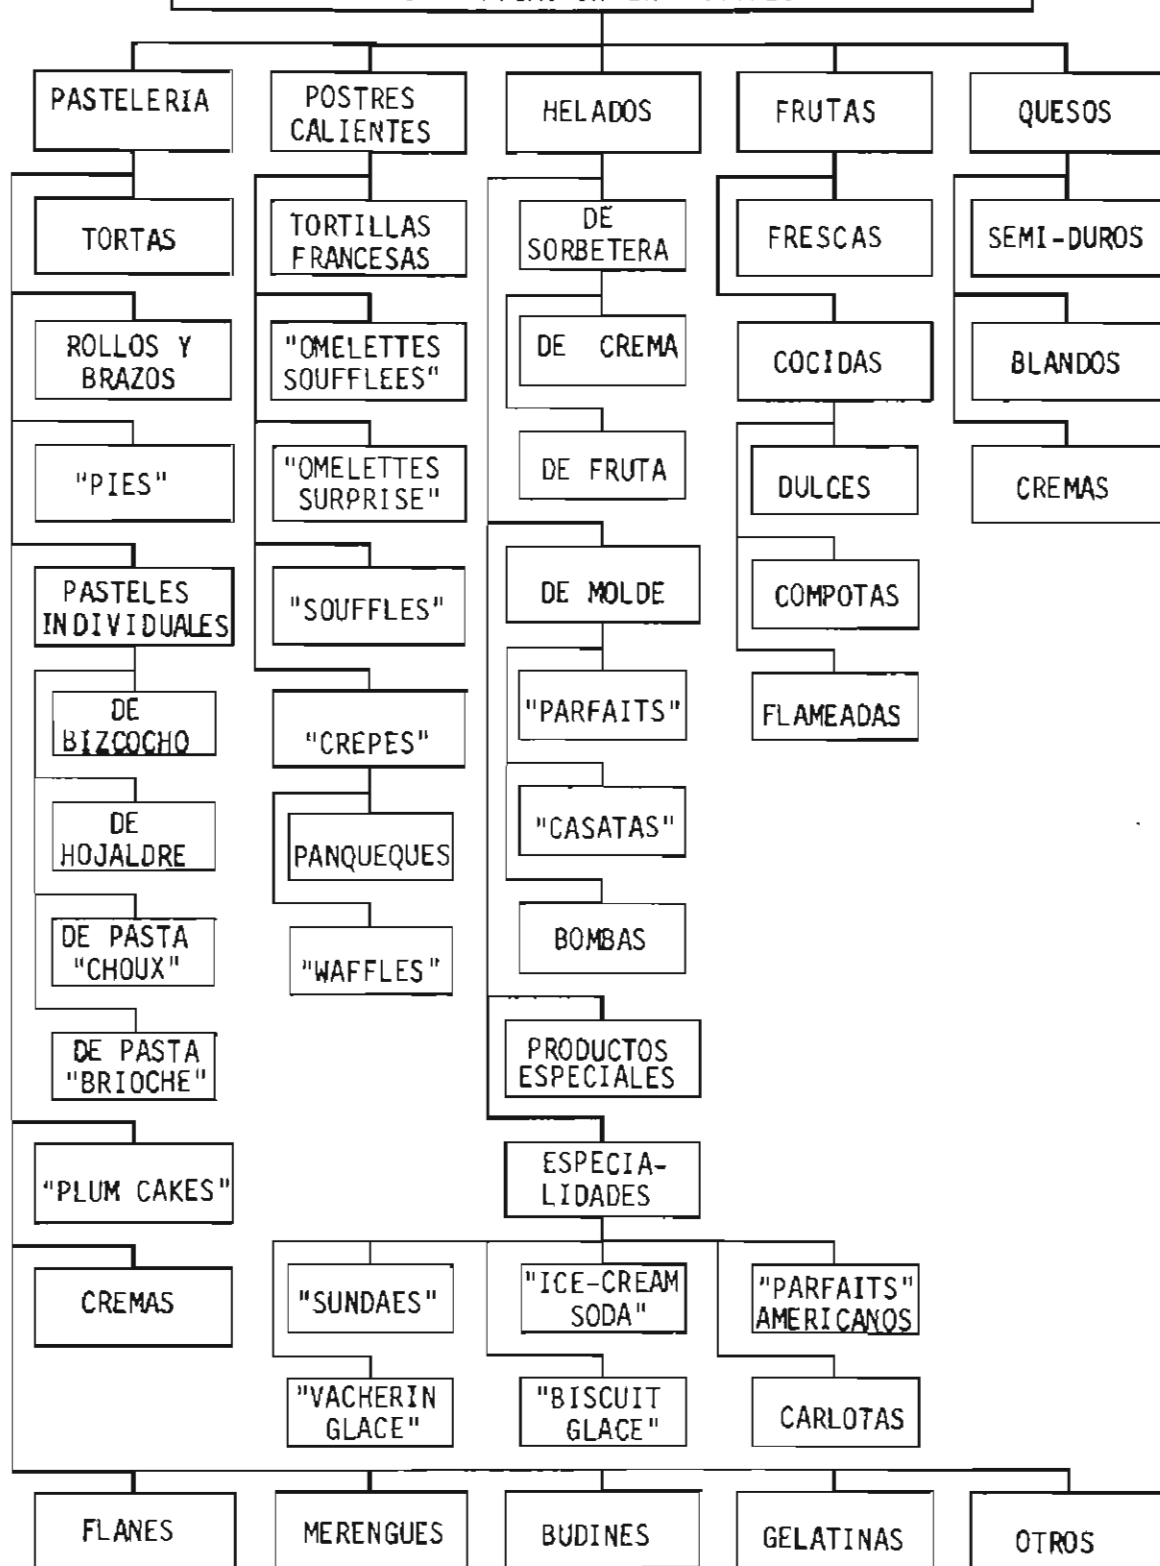 PASTELERIA
POSTRES
CALIENTES
HELADOS
FRUTAS
QUESOS
TORTAS
TORTILLAS
FRANCESAS
DE
SORBETERA
FRESCAS
SEMI-DUROS
ROLLOS Y
BRAZOS
"OMELETTES
SOUFFLEES"
DE CREMA
COCIDAS
BLANDOS
"PIES"
"OMELETTES
SURPRISE"
DE FRUTA
DULCES
CREMAS
PASTELES
INDIVIDUALES
"SOUFFLES"
DE MOLDE
COMPOTAS
DE
BIZCOCHO
"CREPES"
"PARFAITS"
FLAMEADAS
DE
HOJALDRE
PANQUEQUES
"CASATAS"
DE PASTA
"CHOUX"
"WAFFLES"
BOMBAS
DE PASTA
"BRIOCHE"
PRODUCTOS
ESPECIALES
"PLUM CAKES"
ESPECIA-
LIDADES
CREMAS
"SUNDAES"
"ICE-CREAM
SODA"
"PARFAITS"
AMERICANOS
"VACHERIN
GLACE"
"BISCUIT
GLACE"
CARLOTAS
FLANES
MERENGUES
BUDINES
GELATINAS
OTROS